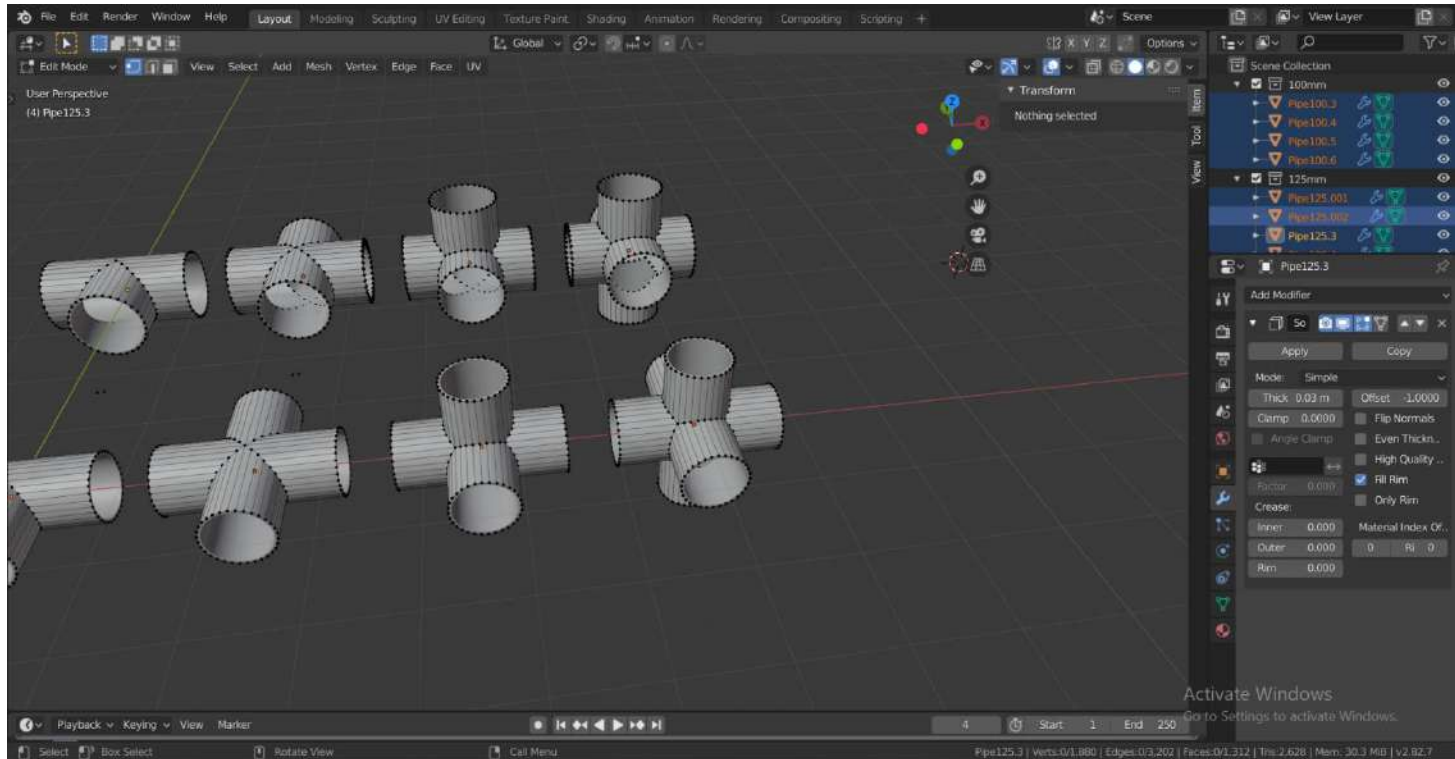 File Edit Render Window Help Layout Modeling Sculpting UV Editing Texture Paint Shading Animation Rendering Compositing Scripting + Scene View Layer
Global X Y Z Options
Edit Mode View Select Add Mesh Vertex Edge Face UV
User Perspective
(4) Pipe125.3
Transform
Nothing selected
Item
Tool
View
X
Z
Scene Collection
100mm
Pipe100.3
Pipe100.4
Pipe100.5
Pipe100.6
125mm
Pipe125.001
Pipe125.002
Pipe125.3
Pipe125.3
Add Modifier
So
Apply Copy
Mode: Simple
Thick 0.03 m Offset -1.0000
Clamp 0.0000 Flip Normals
Angle Clamp Even Thickn..
High Quality ..
Factor 0.000 Fill Rim
Crease: Only Rim
Inner 0.000 Material Index Of..
Outer 0.000 0 Ri 0
Rim 0.000
Activate Windows
Go to Settings to activate Windows.
Playback Keying View Marker 4 Start 1 End 250
Select Box Select Rotate View Call Menu Pipe125.3 | Verts:0/1,880 | Edges:0/3,202 | Faces:0/1,312 | Tris:2,628 | Mem: 30.3 MiB | v2.82.7